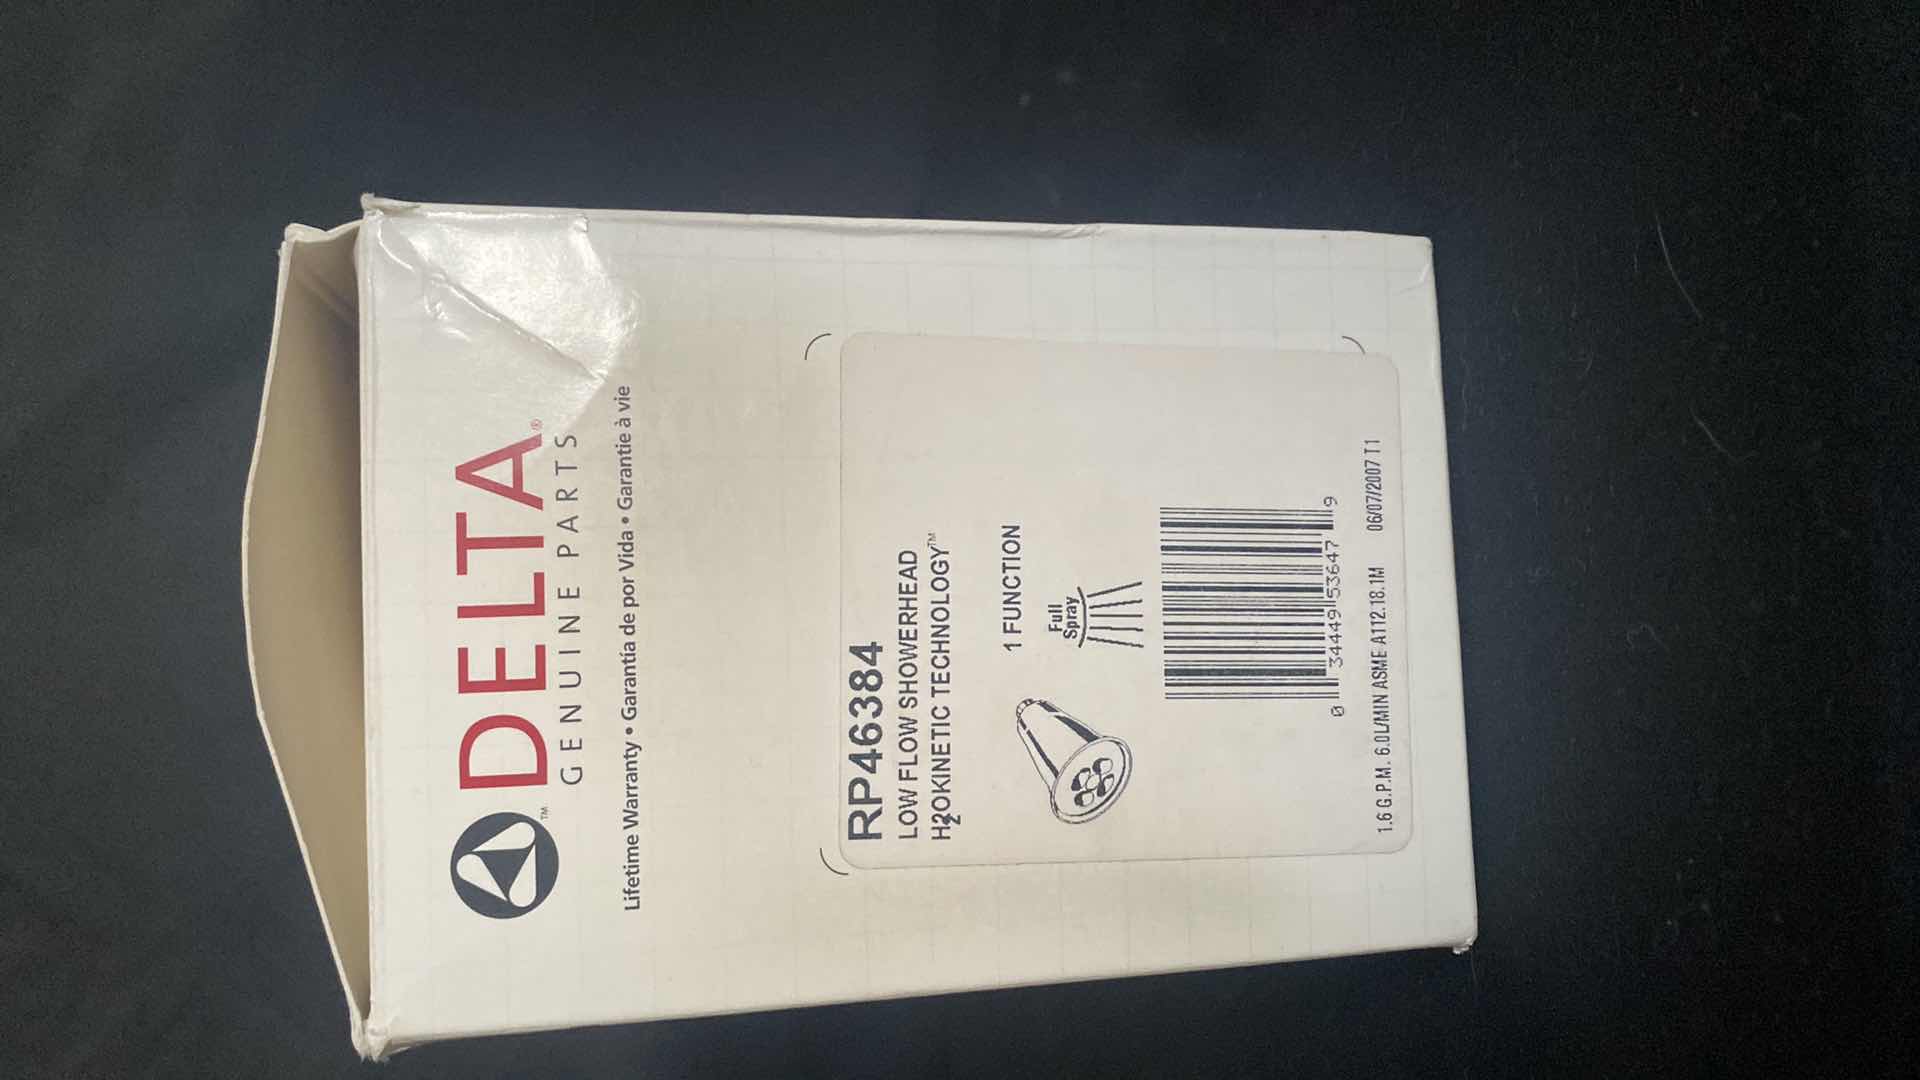 DELTA®
™
GENUINE PARTS
Lifetime Warranty • Garantía de por Vida • Garantie à vie
RP46384
LOW FLOW SHOWERHEAD
H2OKINETIC TECHNOLOGY™
1 FUNCTION
Full
Spray
0 34449 53647 9
1.6 G.P.M. 6.0L/MIN ASME A112.18.1M 06/07/2007 T1